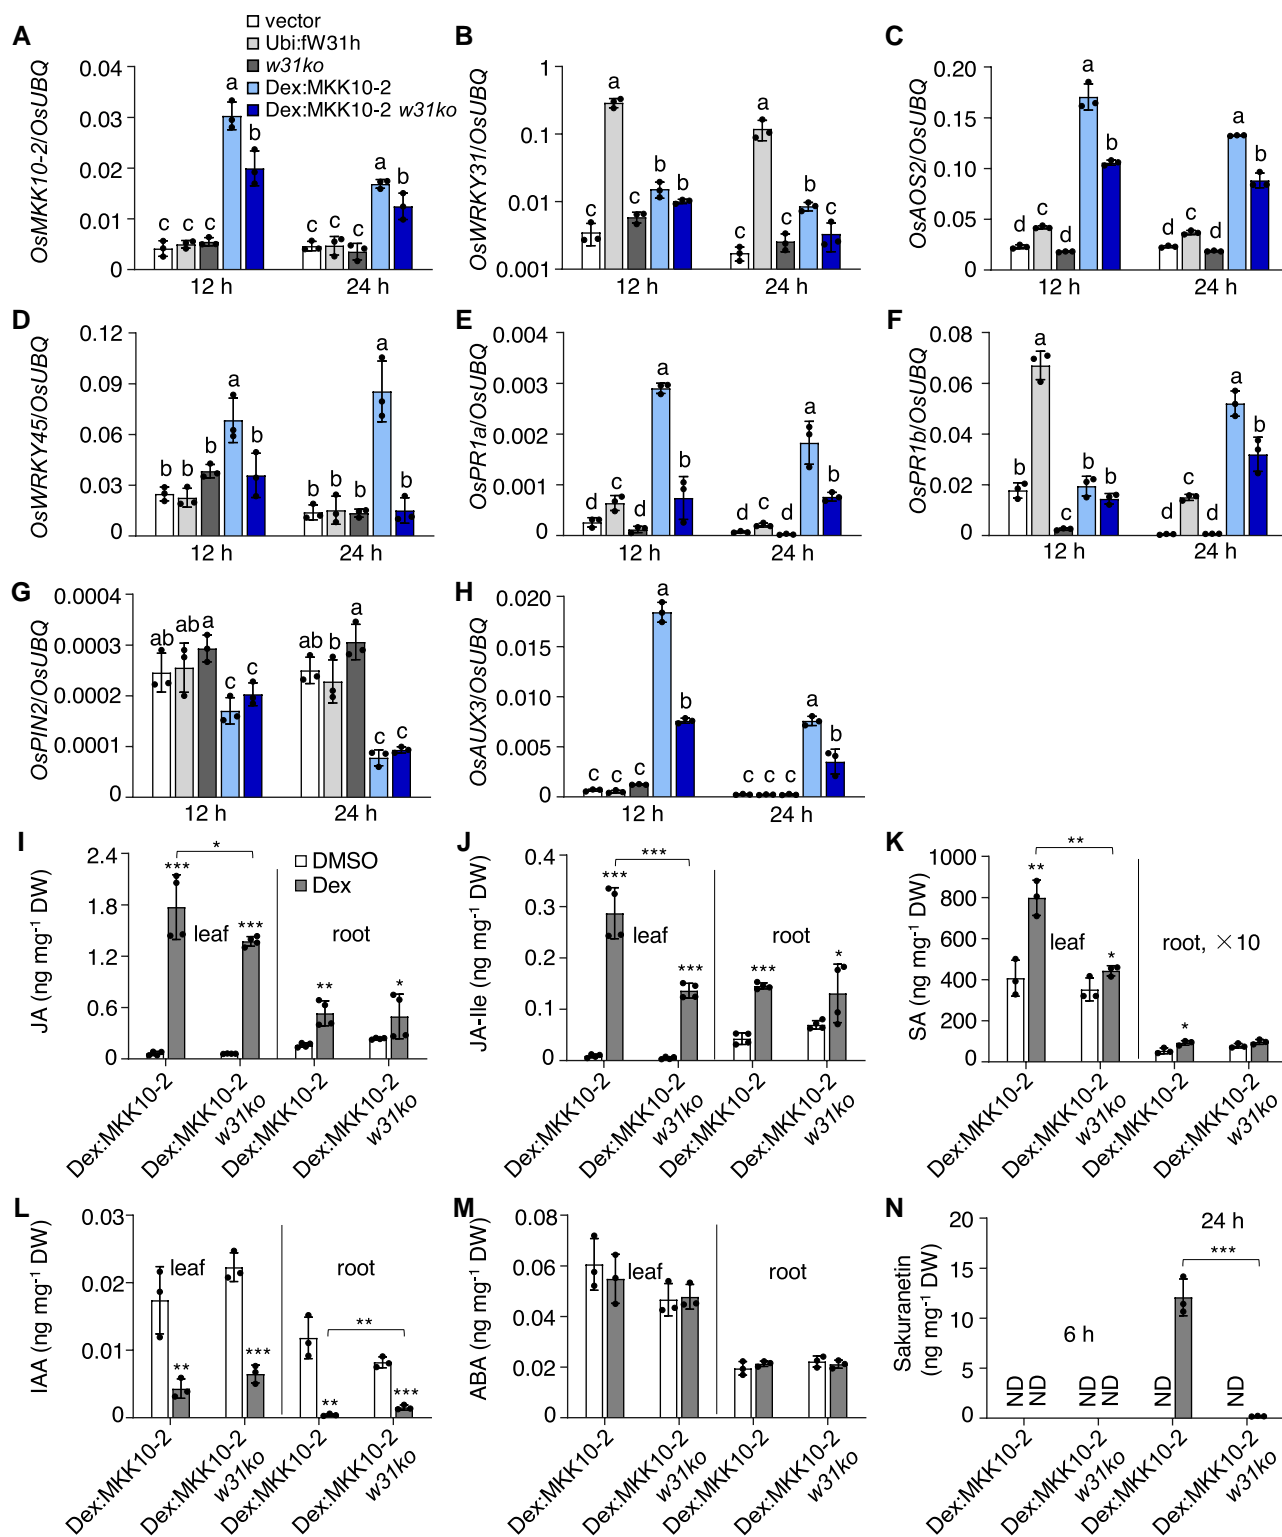 vector
Ubi:fW31h
w31ko
Dex:MKK10-2
Dex:MKK10-2 w31ko
A
OsMKK10-2/OsUBQ
0.04
0.03
0.02
0.01
0
c c c a b
c c c a b
12 h 24 h
B
OsWRKY31/OsUBQ
1
0.1
0.01
0.001
c a c b b
c a c b c
12 h 24 h
C
OsAOS2/OsUBQ
0.20
0.15
0.10
0.05
0
d c d a b
d c d a b
12 h 24 h
D
OsWRKY45/OsUBQ
0.12
0.09
0.06
0.03
0
b b b a b
b b b a b
12 h 24 h
E
OsPR1a/OsUBQ
0.004
0.003
0.002
0.001
0
d c d a b
d c d a b
12 h 24 h
F
OsPR1b/OsUBQ
0.08
0.06
0.04
0.02
0
b a c b b
d c d a b
12 h 24 h
G
OsPIN2/OsUBQ
0.0004
0.0003
0.0002
0.0001
0
ab ab a c c
ab b a c c
12 h 24 h
H
OsAUX3/OsUBQ
0.020
0.015
0.010
0.005
0
c c c a b
c c c a b
12 h 24 h
I
JA (ng mg⁻¹ DW)
2.4
1.8
1.2
0.6
0
DMSO
Dex
*
*** ***
** *
leaf root
Dex:MKK10-2
Dex:MKK10-2
w31ko
Dex:MKK10-2
Dex:MKK10-2
w31ko
J
JA-Ile (ng mg⁻¹ DW)
0.4
0.3
0.2
0.1
0
***
*** ***
*** *
leaf root
Dex:MKK10-2
Dex:MKK10-2
w31ko
Dex:MKK10-2
Dex:MKK10-2
w31ko
K
SA (ng mg⁻¹ DW)
1000
800
600
400
200
0
**
** *
*
leaf root, ×10
Dex:MKK10-2
Dex:MKK10-2
w31ko
Dex:MKK10-2
Dex:MKK10-2
w31ko
L
IAA (ng mg⁻¹ DW)
0.03
0.02
0.01
0
leaf root
** ***
**
** ***
Dex:MKK10-2
Dex:MKK10-2
w31ko
Dex:MKK10-2
Dex:MKK10-2
w31ko
M
ABA (ng mg⁻¹ DW)
0.08
0.06
0.04
0.02
0
leaf root
Dex:MKK10-2
Dex:MKK10-2
w31ko
Dex:MKK10-2
Dex:MKK10-2
w31ko
N
Sakuranetin
(ng mg⁻¹ DW)
20
15
10
5
0
24 h
***
6 h
ND ND ND ND ND ND
Dex:MKK10-2
Dex:MKK10-2
w31ko
Dex:MKK10-2
Dex:MKK10-2
w31ko